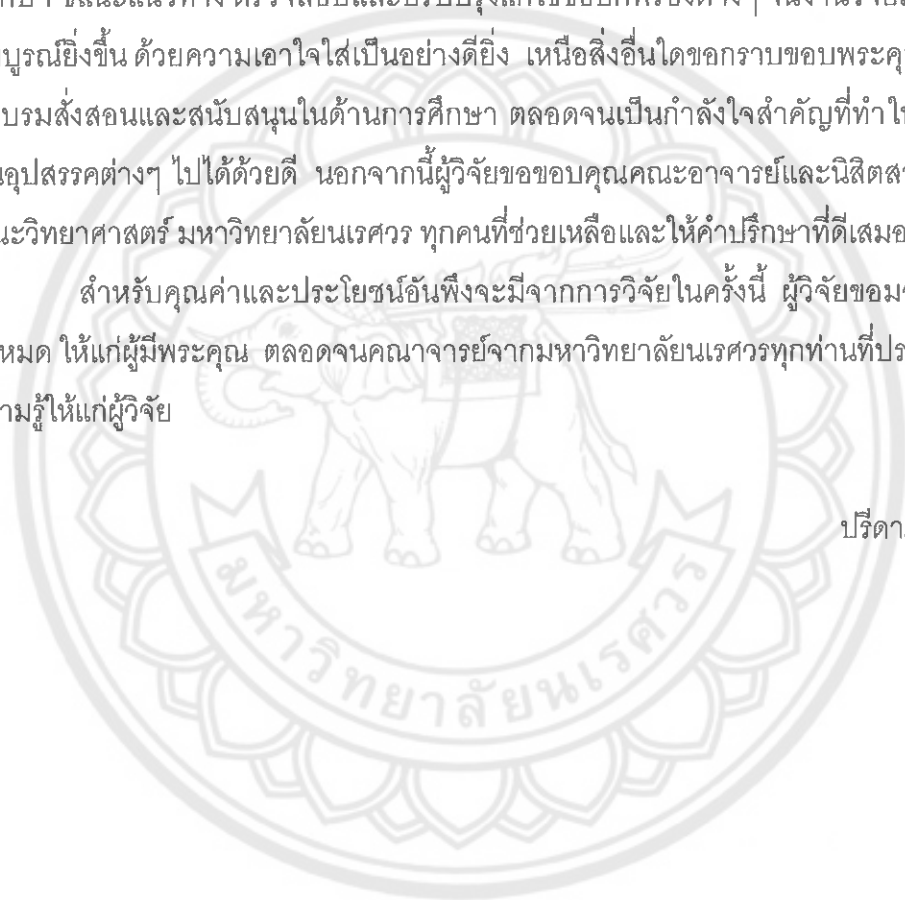 บูรณ์ยิ่งขึ้น ด้วยความเอาใจใส่เป็นอย่างดียิ่ง เหนือสิ่งอื่นใดขอกราบขอบพระคุ
บรมสั่งสอนและสนับสนุนในด้านการศึกษา ตลอดจนเป็นกำลังใจสำคัญที่ทำให
นอุปสรรคต่างๆ ไปได้ด้วยดี นอกจากนี้ผู้วิจัยขอขอบคุณคณะอาจารย์และนิสิตสา
นะวิทยาศาสตร์ มหาวิทยาลัยนเรศวร ทุกคนที่ช่วยเหลือและให้คำปรึกษาที่ดีเสมอ
สำหรับคุณค่าและประโยชน์อันพึงจะมีจากการวิจัยในครั้งนี้ ผู้วิจัยขอม
หมด ให้แก่ผู้มีพระคุณ ตลอดจนคณาจารย์จากมหาวิทยาลัยนเรศวรทุกท่านที่ปร
ามรู้ให้แก่ผู้วิจัย
ปรีดา
มหาวิทยาลัยนเรศวร